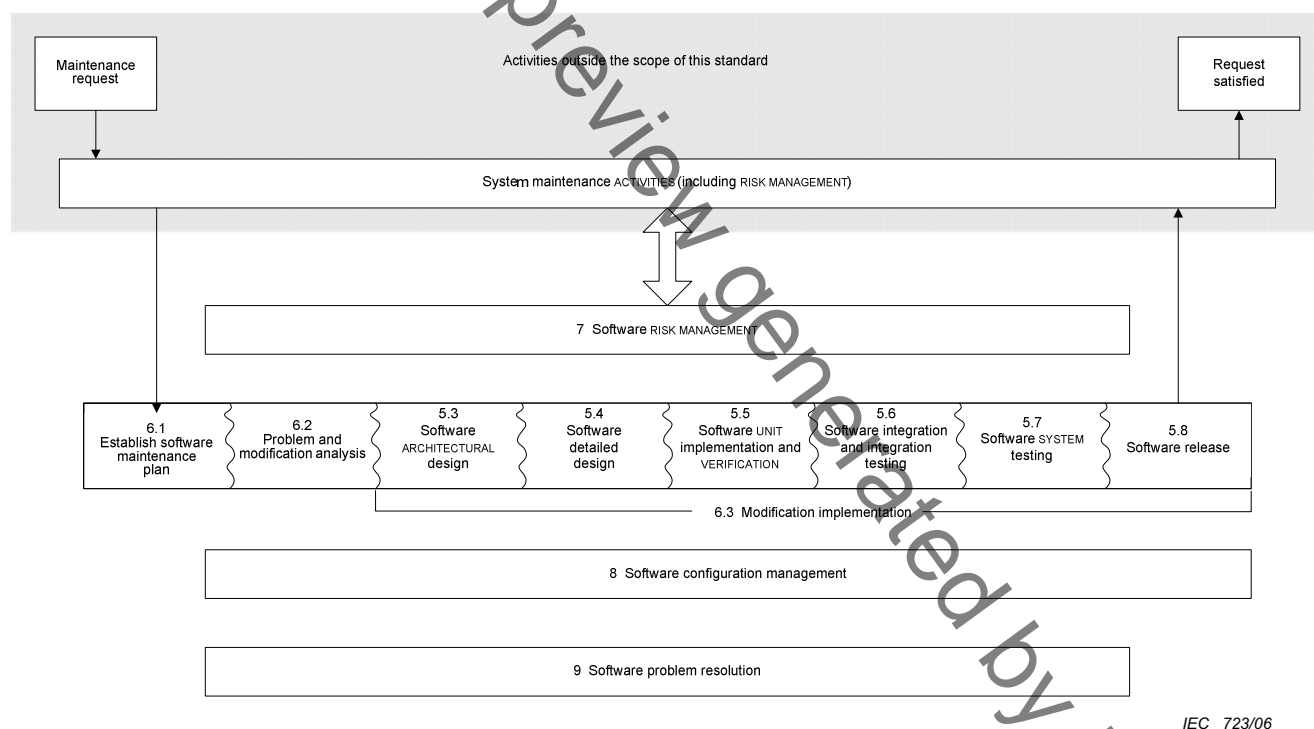 Maintenance
request
Activities outside the scope of this standard
Request
satisfied
System maintenance ACTIVITIES (including RISK MANAGEMENT)
7 Software RISK MANAGEMENT
6.1
Establish software
maintenance
plan
6.2
Problem and
modification analysis
5.3
Software
ARCHITECTURAL
design
5.4
Software
detailed
design
5.5
Software UNIT
implementation and
VERIFICATION
5.6
Software integration
and integration
testing
5.7
Software SYSTEM
testing
5.8
Software release
6.3 Modification implementation
8 Software configuration management
9 Software problem resolution
IEC 723/06
preview generated by